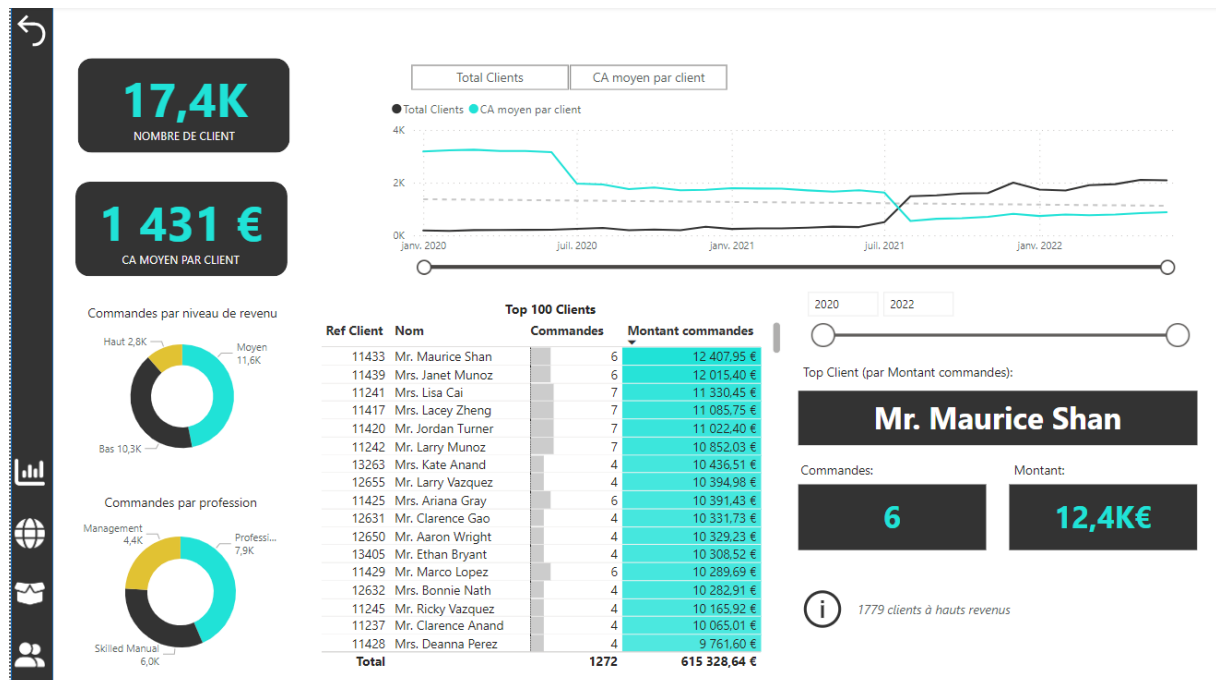 17,4K
NOMBRE DE CLIENT
1 431 €
CA MOYEN PAR CLIENT
Total Clients
CA moyen par client
Total Clients CA moyen par client
4K
2K
0K
janv. 2020 juil. 2020 janv. 2021 juil. 2021 janv. 2022
Commandes par niveau de revenu
Haut 2,8K
Moyen
11,6K
Bas 10,3K
Commandes par profession
Management
4,4K
Professi...
7,9K
Skilled Manual
6,0K
Top 100 Clients
Ref Client Nom Commandes Montant commandes
11433 Mr. Maurice Shan 6 12 407,95 €
11439 Mrs. Janet Munoz 6 12 015,40 €
11241 Mrs. Lisa Cai 7 11 330,45 €
11417 Mrs. Lacey Zheng 7 11 085,75 €
11420 Mr. Jordan Turner 7 11 022,40 €
11242 Mr. Larry Munoz 7 10 852,03 €
13263 Mrs. Kate Anand 4 10 436,51 €
12655 Mr. Larry Vazquez 4 10 394,98 €
11425 Mrs. Ariana Gray 6 10 391,43 €
12631 Mr. Clarence Gao 4 10 331,73 €
12650 Mr. Aaron Wright 4 10 329,23 €
13405 Mr. Ethan Bryant 4 10 308,52 €
11429 Mr. Marco Lopez 6 10 289,69 €
12632 Mrs. Bonnie Nath 4 10 282,91 €
11245 Mr. Ricky Vazquez 4 10 165,92 €
11237 Mr. Clarence Anand 4 10 065,01 €
11428 Mrs. Deanna Perez 4 9 761,60 €
Total 1272 615 328,64 €
2020 2022
Top Client (par Montant commandes):
Mr. Maurice Shan
Commandes: Montant:
6 12,4K€
1779 clients à hauts revenus